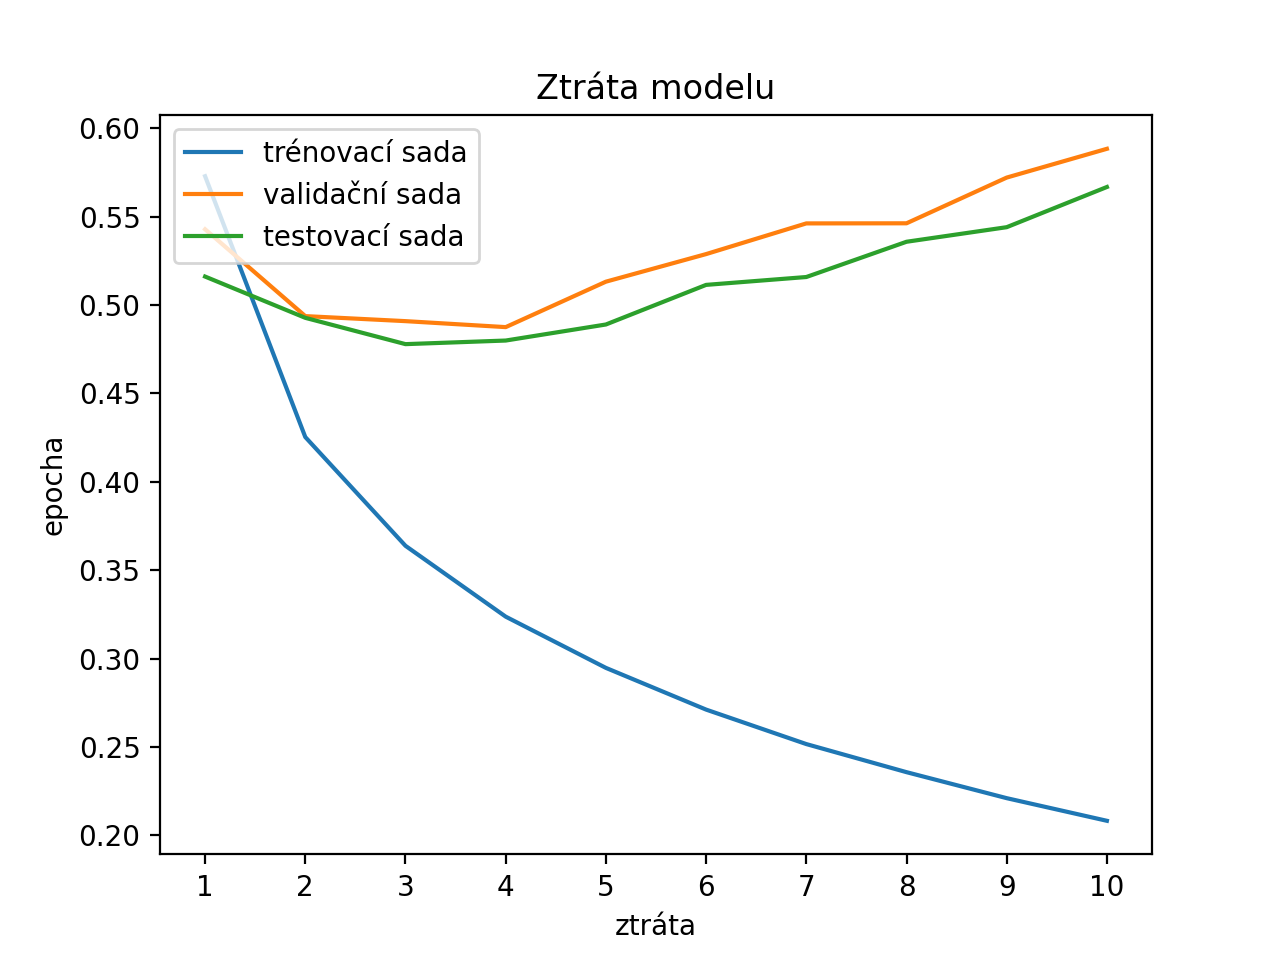 Ztráta modelu
trénovací sada
validační sada
testovací sada
0.60
0.55
0.50
0.45
0.40
0.35
0.30
0.25
0.20
epocha
1 2 3 4 5 6 7 8 9 10
ztráta